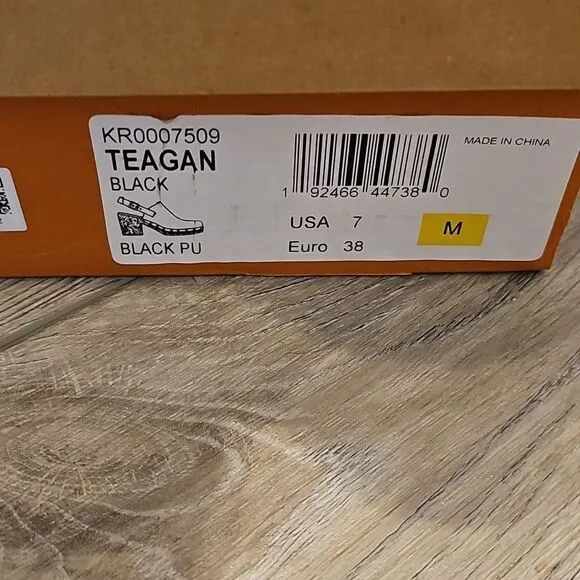 KR0007509
TEAGAN
BLACK
BLACK PU
1 92466 44738 0
MADE IN CHINA
USA 7
Euro 38
M